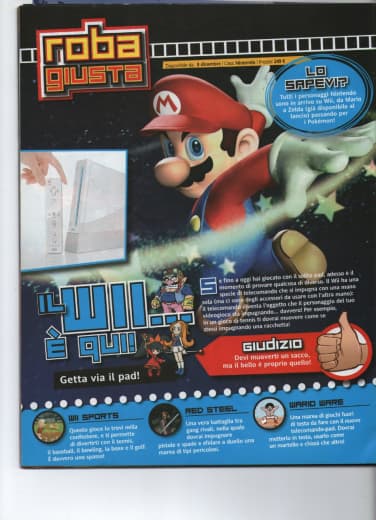 roba
giusta
Disponibile da: 8 dicembre | Casa: Nintendo | Prezzo: 249 €
LO
SAPEVI?
Tutti i personaggi Nintendo
sono in arrivo su Wii, da Mario
a Zelda (già disponibile al
lancio) passando per
i Pokémon!
IL
WII...
È QUI!
Getta via il pad!
Se fino a oggi hai giocato con il solito pad, adesso è il
momento di provare qualcosa di diverso. Il Wii ha una
specie di telecomando che si impugna con una mano
sola (ma ci sono degli accessori da usare con l'altra mano):
il telecomando diventa l'oggetto che il personaggio del tuo
videogioco sta impugnando... davvero! Per esempio,
in un gioco di tennis ti dovrai muovere come se
stessi impugnando una racchetta!
GIUDIZIO
Devi muoverti un sacco,
ma il bello è proprio quello!
WII SPORTS
Questo gioco lo trovi nella
confezione, e ti permette
di divertirti con il tennis,
il baseball, il bowling, la boxe e il golf.
È davvero uno spasso!
RED STEEL
Una vera battaglia tra
gang rivali, nella quale
dovrai impugnare
pistole e spade e sfidare a duello una
marea di tipi pericolosi.
WARIO WARE
Una marea di giochi fuori
di testa da fare con il nuovo
telecomando-pad. Dovrai
metterlo in testa, usarlo come
un martello e chissà che altro!